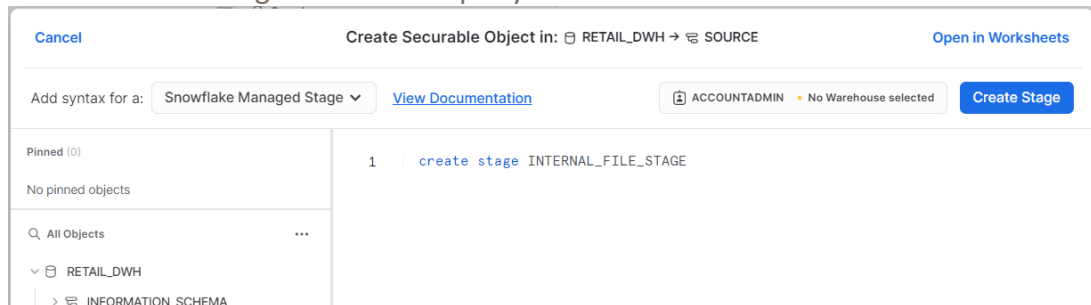 Cancel
Create Securable Object in: RETAIL_DWH → SOURCE
Open in Worksheets
Add syntax for a: Snowflake Managed Stage
View Documentation
ACCOUNTADMIN • No Warehouse selected
Create Stage
Pinned (0)
No pinned objects
1 create stage INTERNAL_FILE_STAGE
All Objects
...
RETAIL_DWH
INFORMATION_SCHEMA